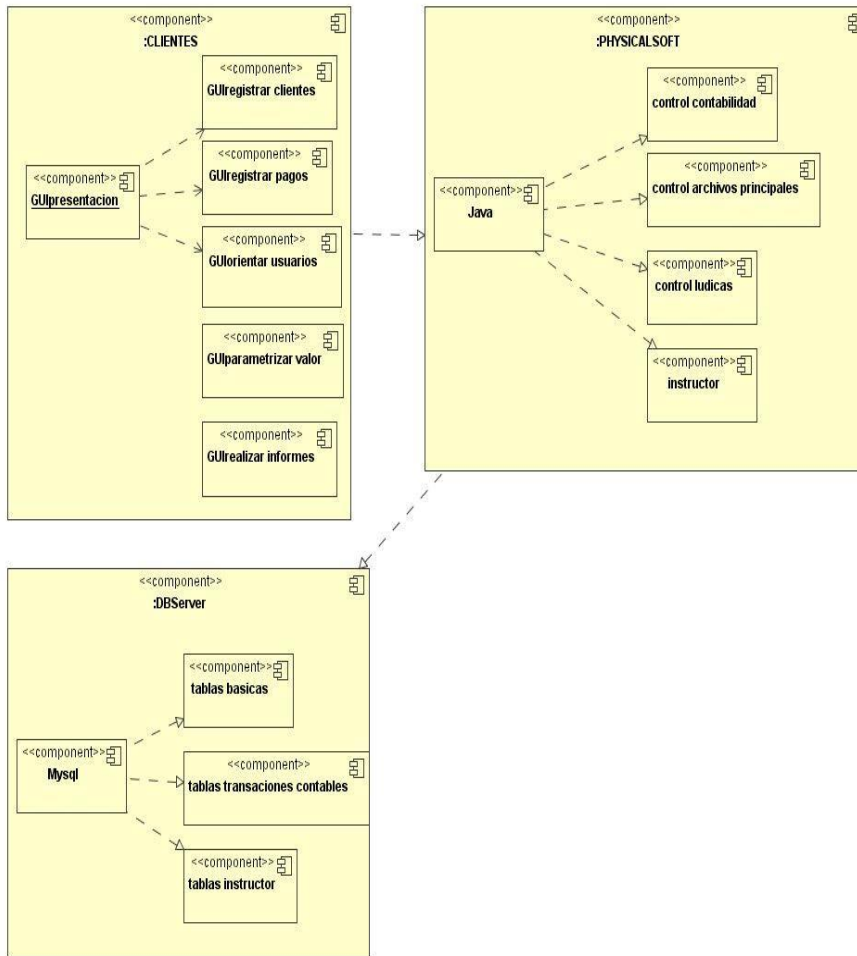 <<component>>
:CLIENTES
<<component>>
GUIregistrar clientes
<<component>>
GUIpresentacion
<<component>>
GUIregistrar pagos
<<component>>
GUIorientar usuarios
<<component>>
GUIparametrizar valor
<<component>>
GUIrealizar informes
<<component>>
:PHYSICALSOFT
<<component>>
control contabilidad
<<component>>
Java
<<component>>
control archivos principales
<<component>>
control ludicas
<<component>>
instructor
<<component>>
:DBServer
<<component>>
tablas basicas
<<component>>
Mysql
<<component>>
tablas transaciones contables
<<component>>
tablas instructor